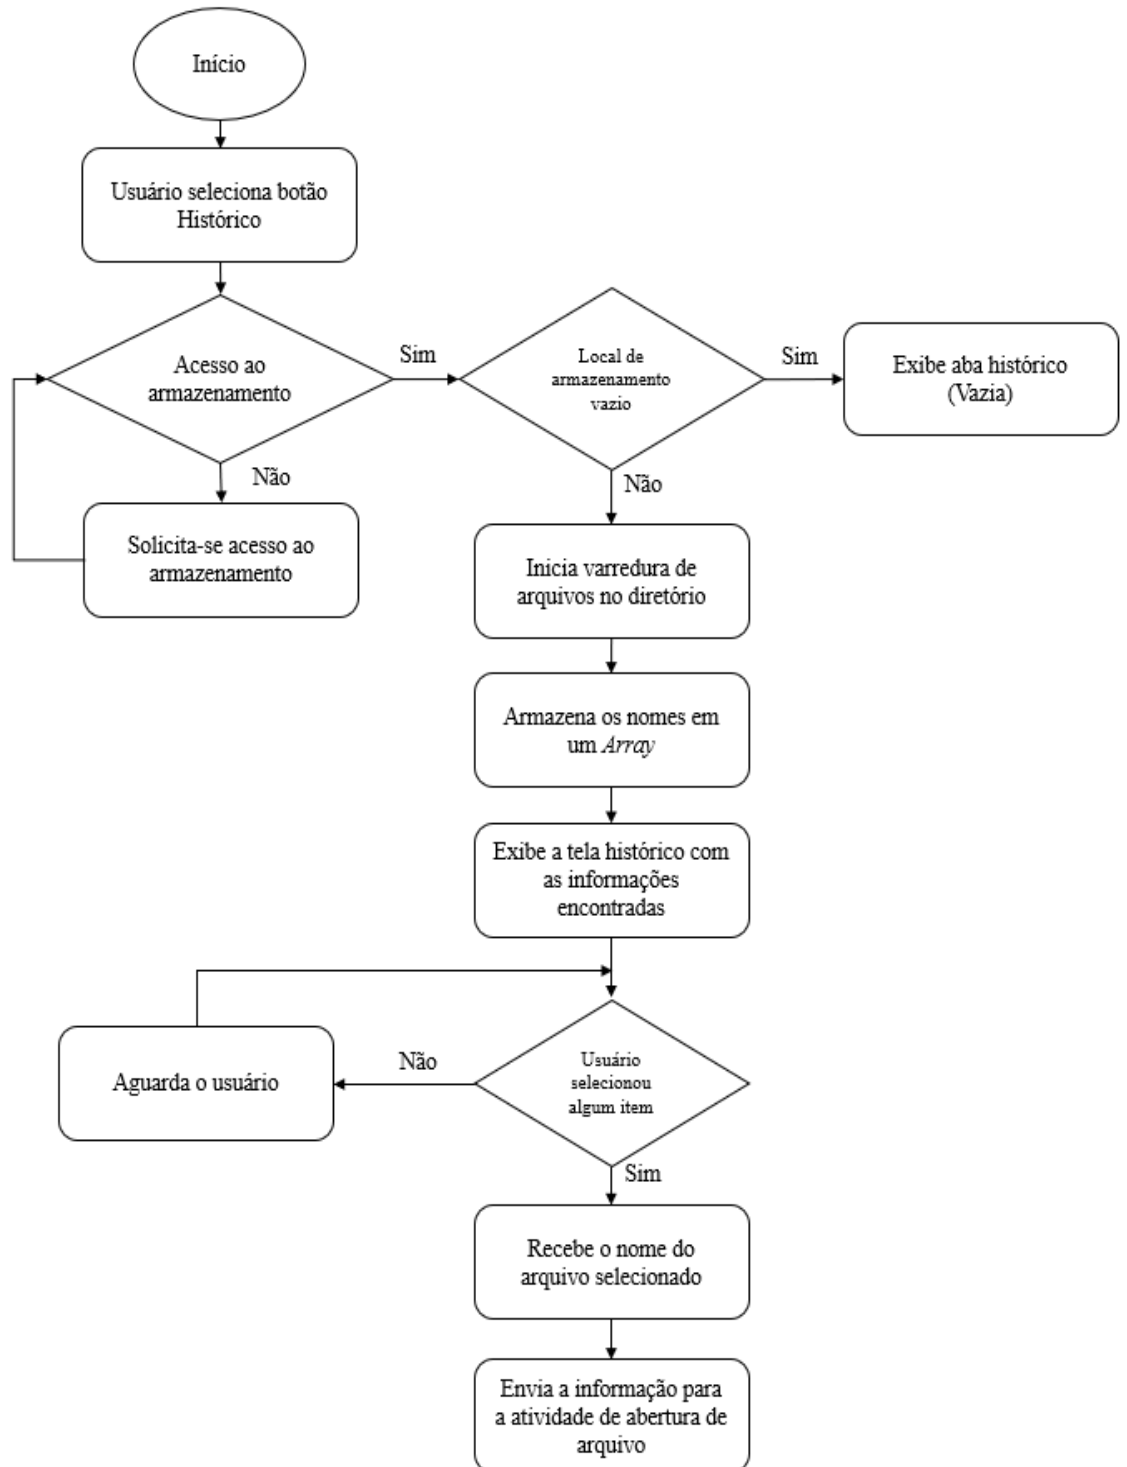 Início
Usuário seleciona botão
Histórico
Acesso ao
armazenamento
Sim
Local de
armazenamento
vazio
Sim
Exibe aba histórico
(Vazia)
Não
Solicita-se acesso ao
armazenamento
Não
Inicia varredura de
arquivos no diretório
Armazena os nomes em
um Array
Exibe a tela histórico com
as informações
encontradas
Usuário
selecionou
algum item
Não
Aguarda o usuário
Sim
Recebe o nome do
arquivo selecionado
Envia a informação para
a atividade de abertura de
arquivo